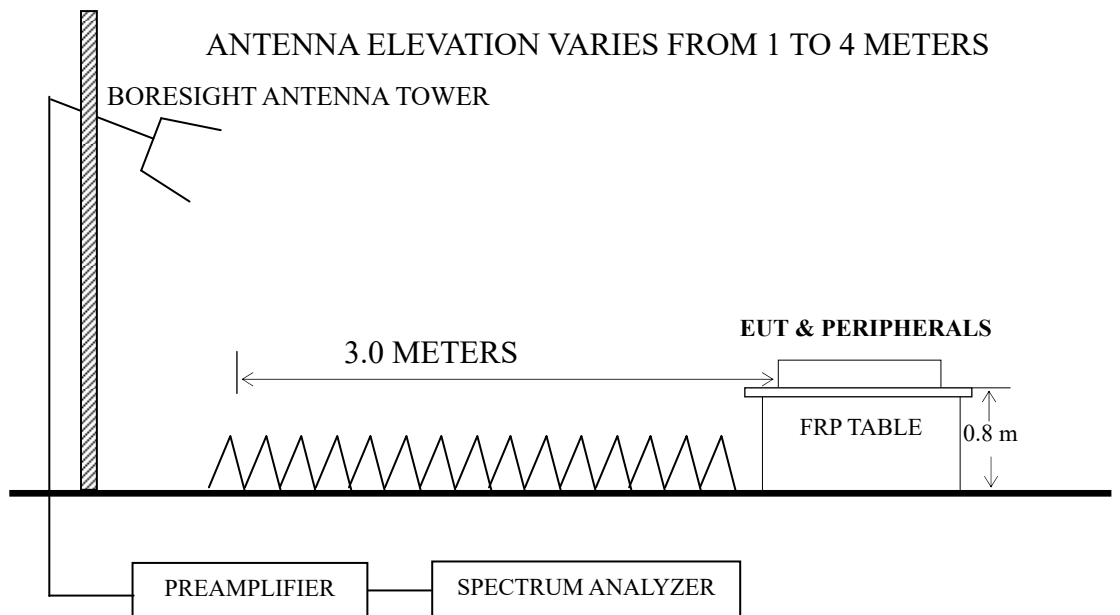 ANTENNA ELEVATION VARIES FROM 1 TO 4 METERS
BORESIGHT ANTENNA TOWER
EUT & PERIPHERALS
3.0 METERS
FRP TABLE
0.8 m
PREAMPLIFIER
SPECTRUM ANALYZER